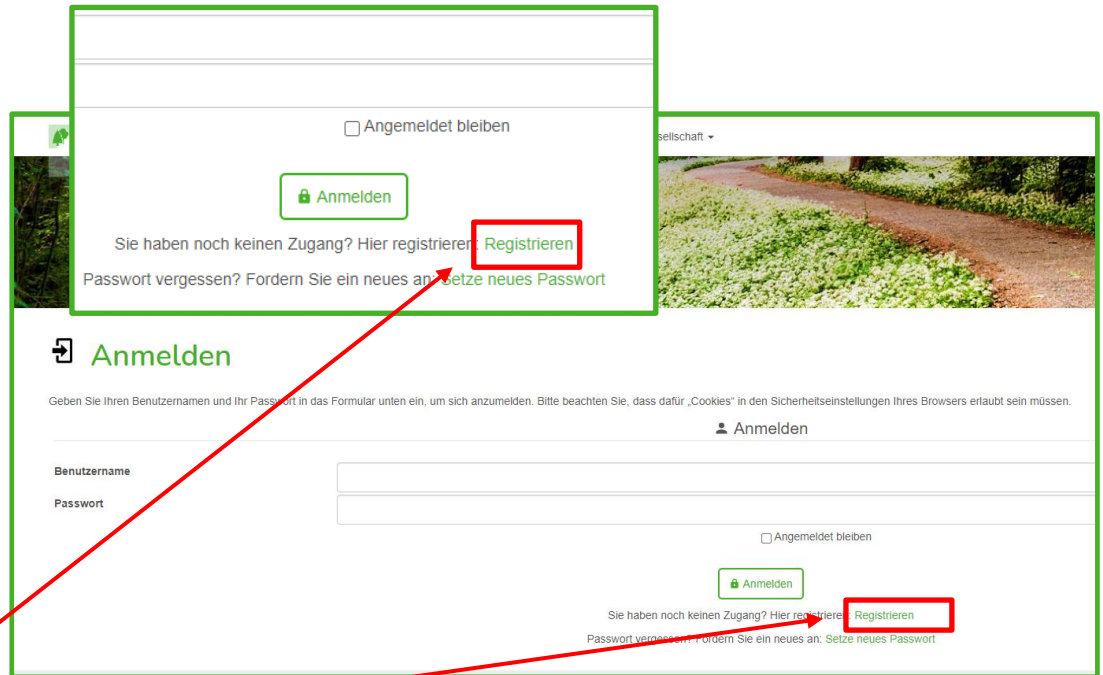 Angemeldet bleiben
Anmelden
Sie haben noch keinen Zugang? Hier registrieren: Registrieren
Passwort vergessen? Fordern Sie ein neues an: Setze neues Passwort
sellschaft
Anmelden
Geben Sie Ihren Benutzernamen und Ihr Passwort in das Formular unten ein, um sich anzumelden. Bitte beachten Sie, dass dafür „Cookies“ in den Sicherheitseinstellungen Ihres Browsers erlaubt sein müssen.
Anmelden
Benutzername
Passwort
Angemeldet bleiben
Anmelden
Sie haben noch keinen Zugang? Hier registrieren: Registrieren
Passwort vergessen? Fordern Sie ein neues an: Setze neues Passwort